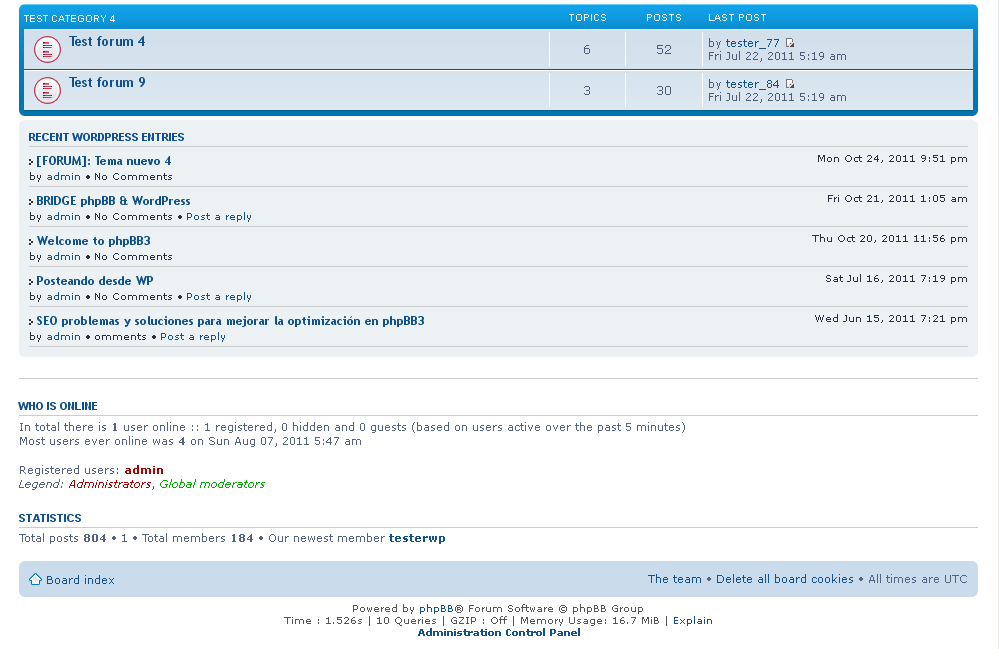 TEST CATEGORY 4 TOPICS POSTS LAST POST
Test forum 4 6 52 by tester_77
Fri Jul 22, 2011 5:19 am
Test forum 9 3 30 by tester_84
Fri Jul 22, 2011 5:19 am
RECENT WORDPRESS ENTRIES
[FORUM]: Tema nuevo 4 Mon Oct 24, 2011 9:51 pm
by admin • No Comments
BRIDGE phpBB & WordPress Fri Oct 21, 2011 1:05 am
by admin • No Comments • Post a reply
Welcome to phpBB3 Thu Oct 20, 2011 11:56 pm
by admin • No Comments
Posteando desde WP Sat Jul 16, 2011 7:19 pm
by admin • No Comments • Post a reply
SEO problemas y soluciones para mejorar la optimización en phpBB3 Wed Jun 15, 2011 7:21 pm
by admin • omments • Post a reply
WHO IS ONLINE
In total there is 1 user online :: 1 registered, 0 hidden and 0 guests (based on users active over the past 5 minutes)
Most users ever online was 4 on Sun Aug 07, 2011 5:47 am
Registered users: admin
Legend: Administrators, Global moderators
STATISTICS
Total posts 804 • 1 • Total members 184 • Our newest member testerwp
Board index The team • Delete all board cookies • All times are UTC
Powered by phpBB® Forum Software © phpBB Group
Time : 1.526s | 10 Queries | GZIP : Off | Memory Usage: 16.7 MiB | Explain
Administration Control Panel